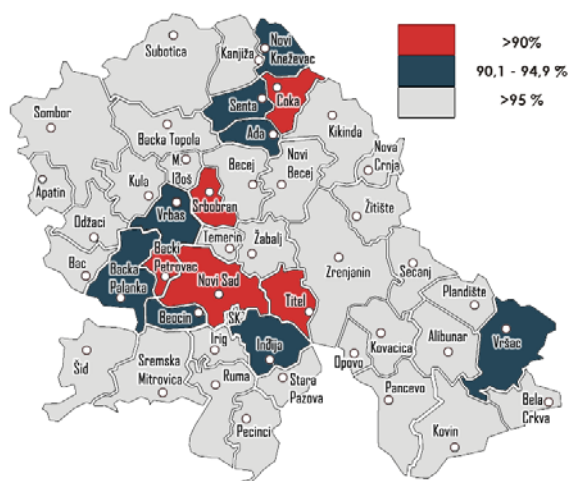 >90%
90,1 - 94,9 %
>95 %
Subotica
Kanjiža
Novi
Kneževac
Coka
Senta
Sombor
Backa Topola
Ada
Kikinda
M
Iđoš
Becej
Novi
Becej
Nova
Crnja
Apatin
Kula
Srbobran
Vrbas
Žitište
Odžaci
Temerin
Žabalj
Bac
Backi
Petrovac
Backa
Palanka
Novi Sad
Titel
Zrenjanin
Secanj
Plandište
Beocin
SK
Irig
Inđija
Opovo
Kovacica
Alibunar
Vršac
Šid
Sremska
Mitrovica
Ruma
Stara
Pazova
Pancevo
Bela
Crkva
Pecinci
Kovin